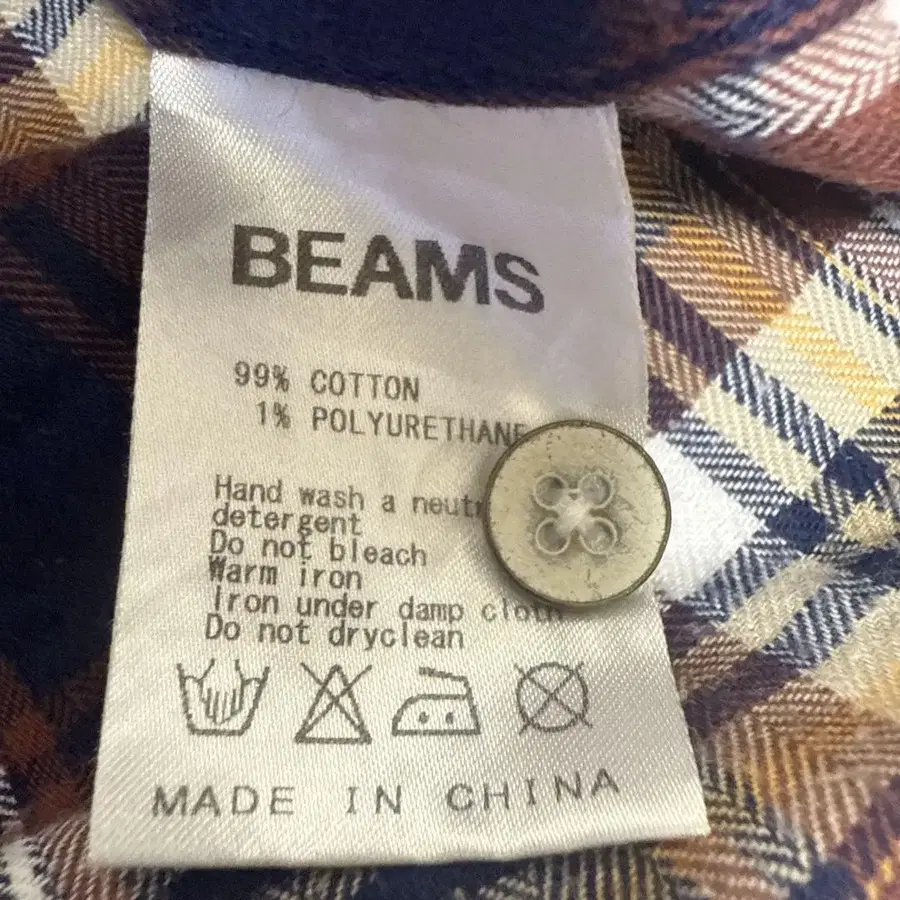 BEAMS
99% COTTON
1% POLYURETHANE
Hand wash a
detergent
Do not bleach
Warm iron
Iron under damp cloth
Do not dryclean
MADE IN CHINA